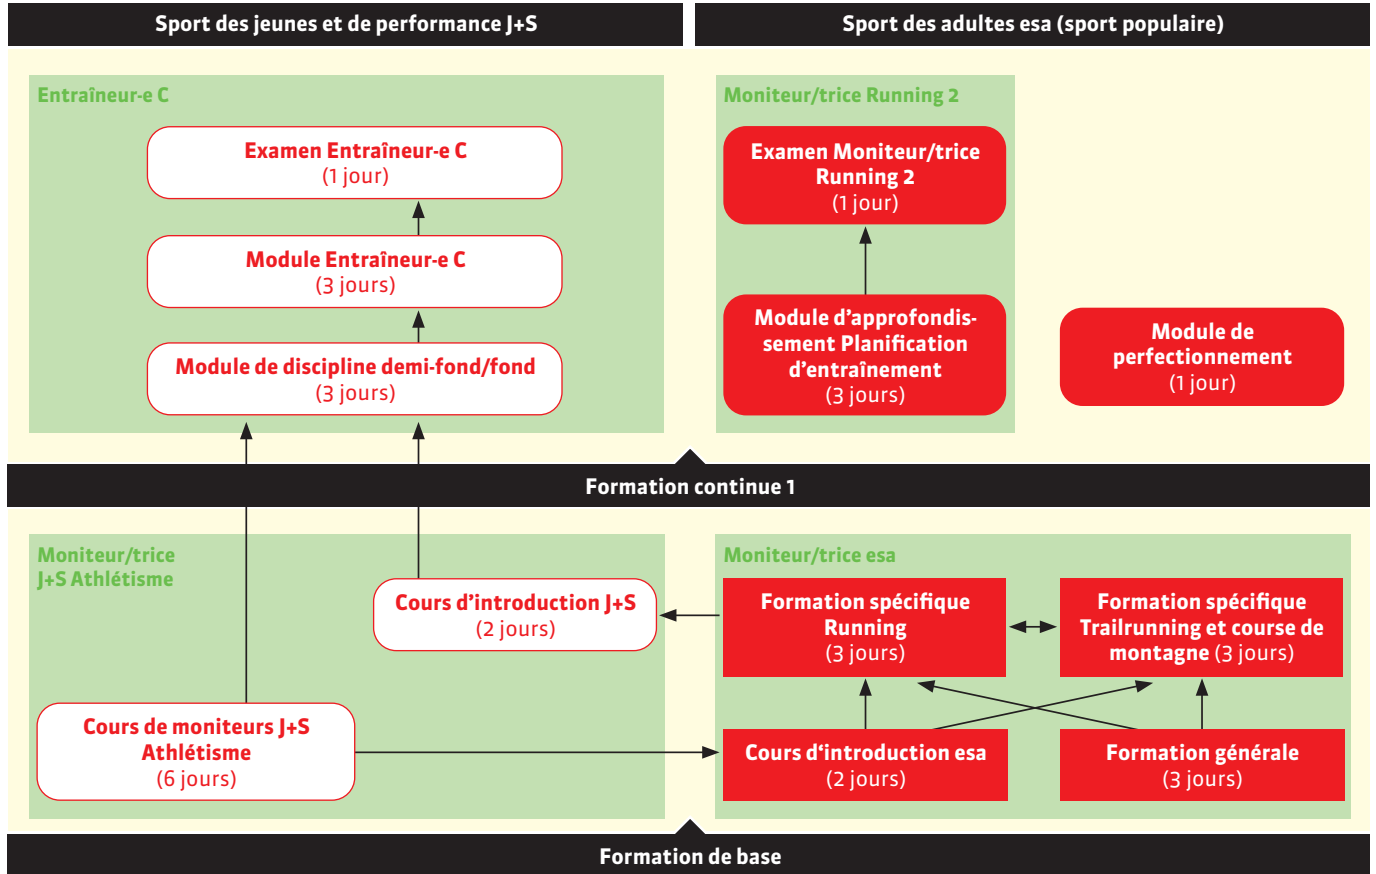 Sport des jeunes et de performance J+S
Sport des adultes esa (sport populaire)
Entraîneur·e C
Examen Entraîneur·e C
(1 jour)
Module Entraîneur·e C
(3 jours)
Module de discipline demi-fond/fond
(3 jours)
Moniteur/trice Running 2
Examen Moniteur/trice
Running 2
(1 jour)
Module d'approfondis-
sement Planification
d'entraînement
(3 jours)
Module de
perfectionnement
(1 jour)
Formation continue 1
Moniteur/trice
J+S Athlétisme
Cours d'introduction J+S
(2 jours)
Cours de moniteurs J+S
Athlétisme
(6 jours)
Moniteur/trice esa
Formation spécifique
Running
(3 jours)
Formation spécifique
Trailrunning et course de
montagne (3 jours)
Cours d‘introduction esa
(2 jours)
Formation générale
(3 jours)
Formation de base